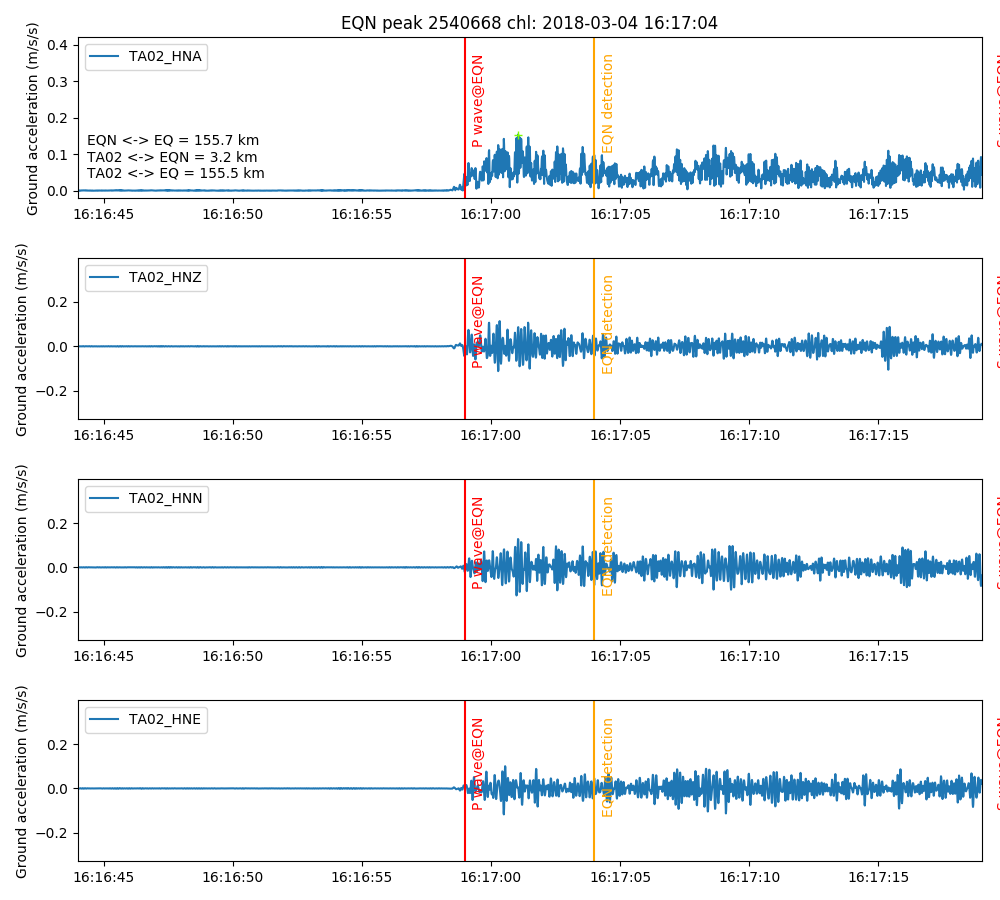 EQN peak 2540668 chl: 2018-03-04 16:17:04
Ground acceleration (m/s/s)
0.4
0.3
0.2
0.1
0.0
TA02_HNA
EQN <-> EQ = 155.7 km
TA02 <-> EQN = 3.2 km
TA02 <-> EQ = 155.5 km
P wave@EQN
EQN detection
S wave@EQN
16:16:45 16:16:50 16:16:55 16:17:00 16:17:05 16:17:10 16:17:15
Ground acceleration (m/s/s)
0.2
0.0
−0.2
TA02_HNZ
P wave@EQN
EQN detection
S wave@EQN
16:16:45 16:16:50 16:16:55 16:17:00 16:17:05 16:17:10 16:17:15
Ground acceleration (m/s/s)
0.2
0.0
−0.2
TA02_HNN
P wave@EQN
EQN detection
S wave@EQN
16:16:45 16:16:50 16:16:55 16:17:00 16:17:05 16:17:10 16:17:15
Ground acceleration (m/s/s)
0.2
0.0
−0.2
TA02_HNE
P wave@EQN
EQN detection
S wave@EQN
16:16:45 16:16:50 16:16:55 16:17:00 16:17:05 16:17:10 16:17:15